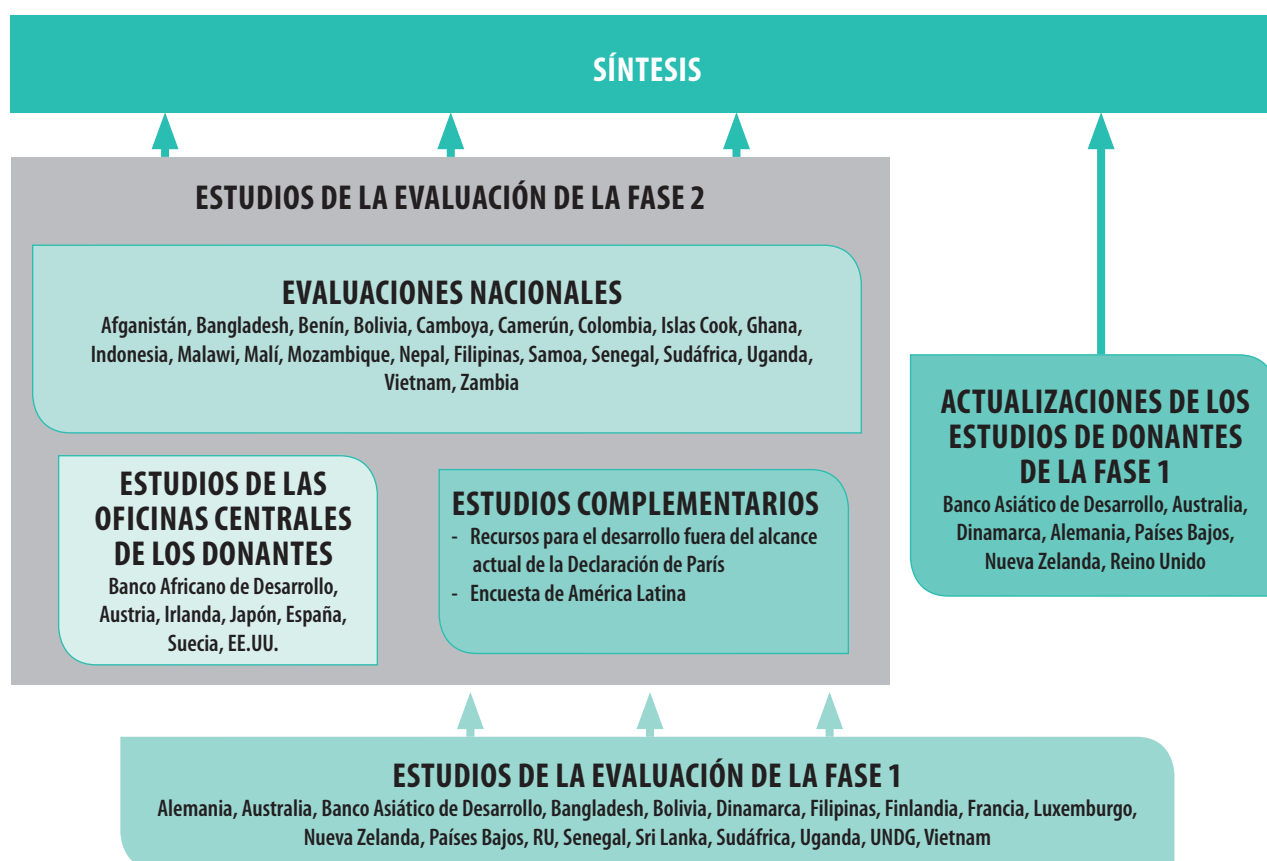 SÍNTESIS
ESTUDIOS DE LA EVALUACIÓN DE LA FASE 2
EVALUACIONES NACIONALES
Afganistán, Bangladesh, Benín, Bolivia, Camboya, Camerún, Colombia, Islas Cook, Ghana,
Indonesia, Malawi, Malí, Mozambique, Nepal, Filipinas, Samoa, Senegal, Sudáfrica, Uganda,
Vietnam, Zambia
ESTUDIOS DE LAS
OFICINAS CENTRALES
DE LOS DONANTES
Banco Africano de Desarrollo,
Austria, Irlanda, Japón, España,
Suecia, EE.UU.
ESTUDIOS COMPLEMENTARIOS
- Recursos para el desarrollo fuera del alcance
actual de la Declaración de París
- Encuesta de América Latina
ACTUALIZACIONES DE LOS
ESTUDIOS DE DONANTES
DE LA FASE 1
Banco Asiático de Desarrollo, Australia,
Dinamarca, Alemania, Países Bajos,
Nueva Zelanda, Reino Unido
ESTUDIOS DE LA EVALUACIÓN DE LA FASE 1
Alemania, Australia, Banco Asiático de Desarrollo, Bangladesh, Bolivia, Dinamarca, Filipinas, Finlandia, Francia, Luxemburgo,
Nueva Zelanda, Países Bajos, RU, Senegal, Sri Lanka, Sudáfrica, Uganda, UNDG, Vietnam